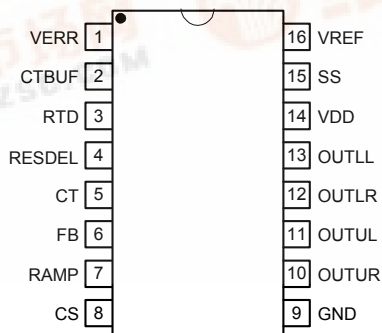 VERR 1
16 VREF
CTBUF 2
15 SS
RTD 3
14 VDD
RESDEL 4
13 OUTLL
CT 5
12 OUTLR
FB 6
11 OUTUL
RAMP 7
10 OUTUR
CS 8
9 GND